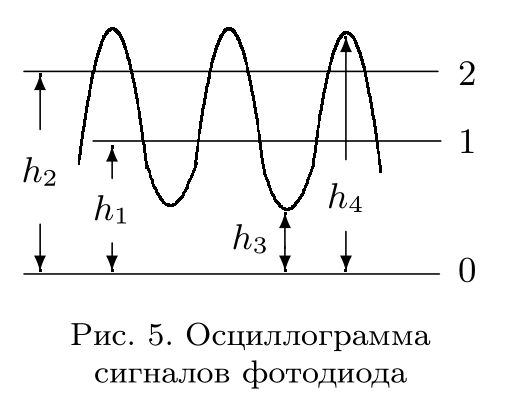 2
1
h₂
h₁
h₄
h₃
0
Рис. 5. Осциллограмма
сигналов фотодиода